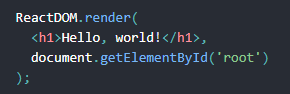 ReactDOM.render(
  <h1>Hello, world!</h1>,
  document.getElementById('root')
);